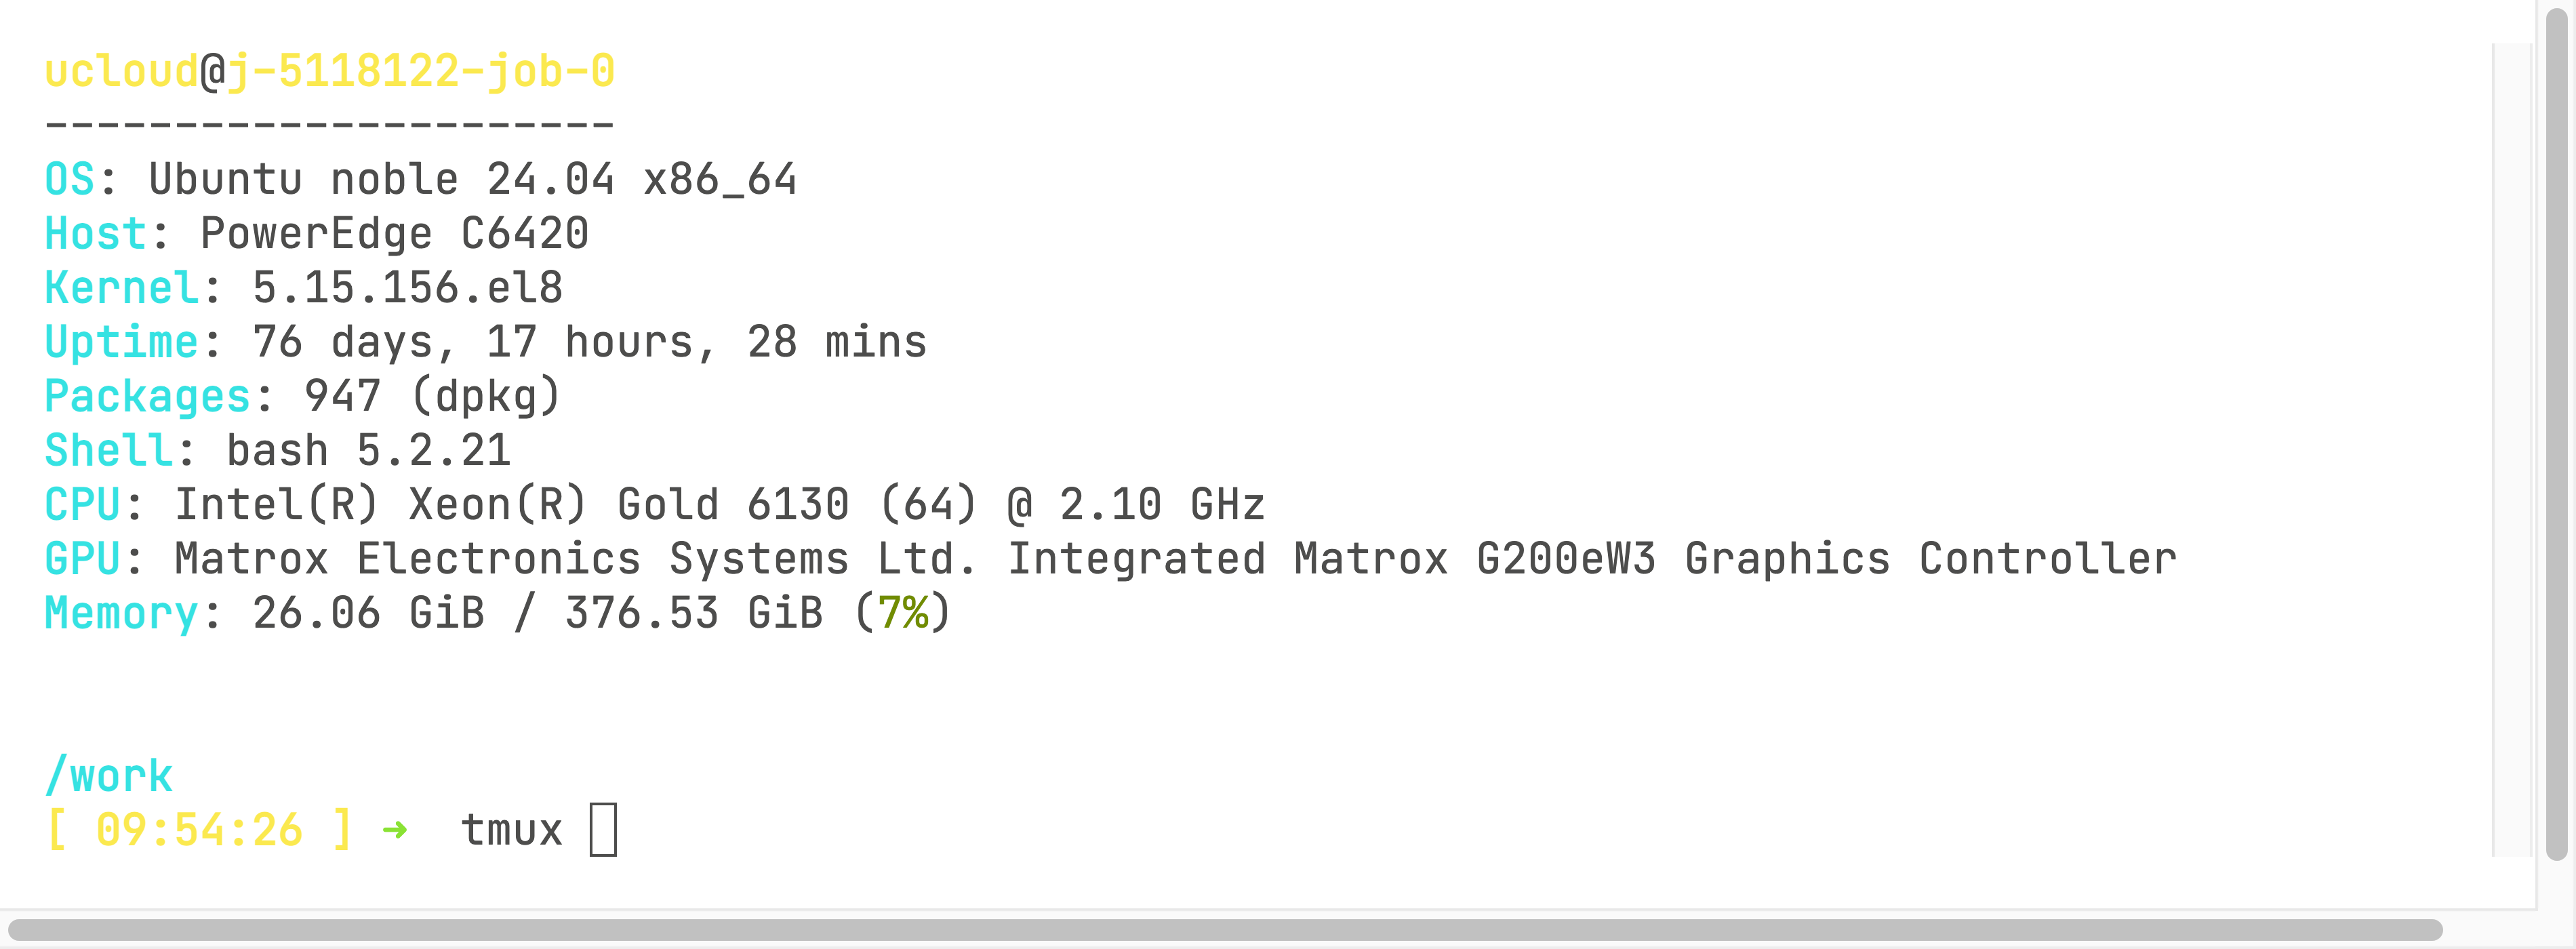 ucloud@j-5118122-job-0
----------------------
OS: Ubuntu noble 24.04 x86_64
Host: PowerEdge C6420
Kernel: 5.15.156.el8
Uptime: 76 days, 17 hours, 28 mins
Packages: 947 (dpkg)
Shell: bash 5.2.21
CPU: Intel(R) Xeon(R) Gold 6130 (64) @ 2.10 GHz
GPU: Matrox Electronics Systems Ltd. Integrated Matrox G200eW3 Graphics Controller
Memory: 26.06 GiB / 376.53 GiB (7%)
/work
[ 09:54:26 ] ➜ tmux